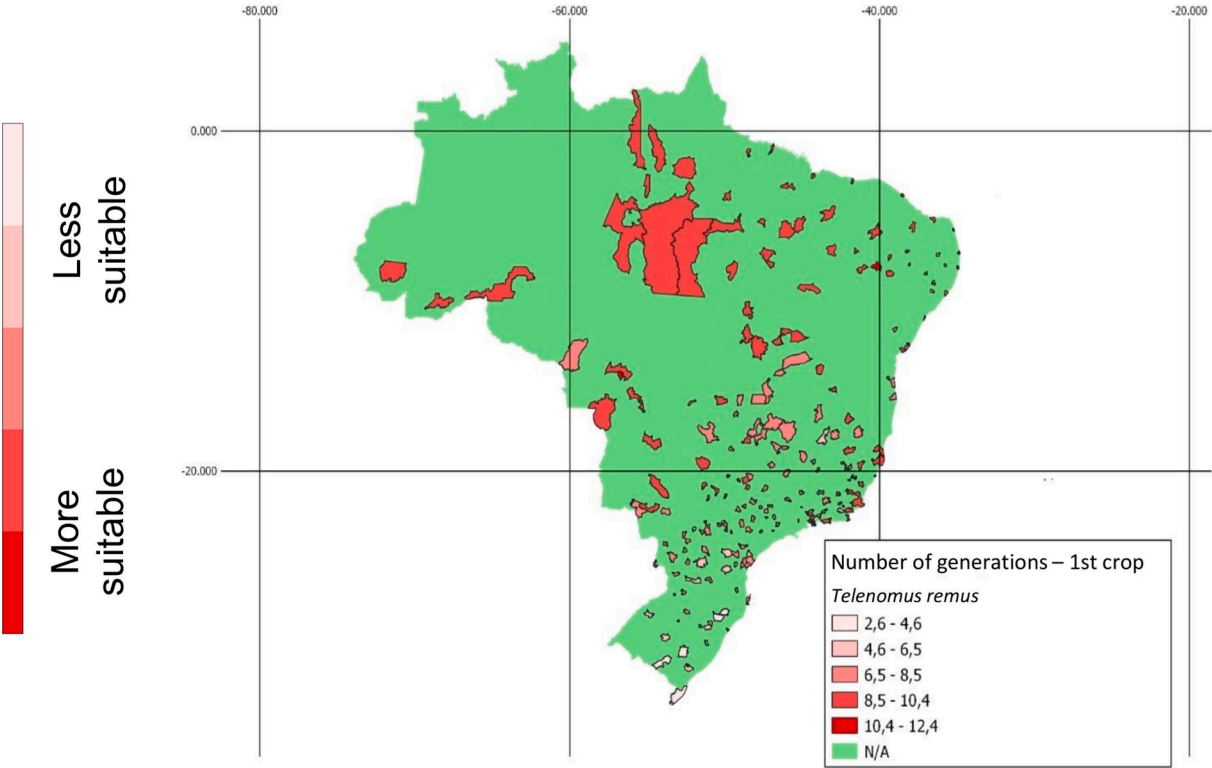 -80.000
-60.000
-40.000
-20.000
0.000
-20.000
Less
suitable
More
suitable
Number of generations – 1st crop
Telenomus remus
2,6 - 4,6
4,6 - 6,5
6,5 - 8,5
8,5 - 10,4
10,4 - 12,4
N/A